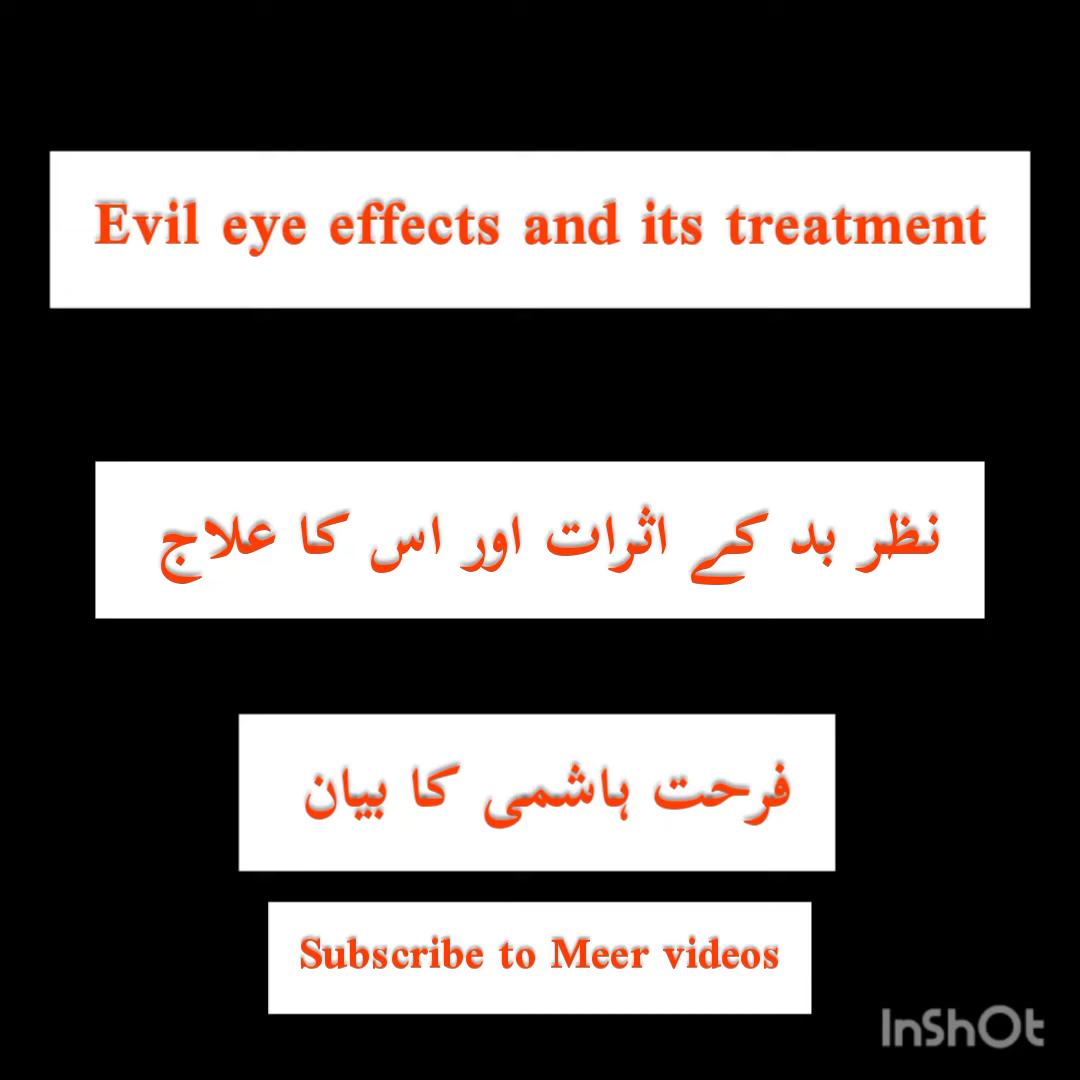 Evil eye effects and its treatment
نظر بد کے اثرات اور اس کا علاج
فرحت ہاشمی کا بیان
Subscribe to Meer videos
InShOt